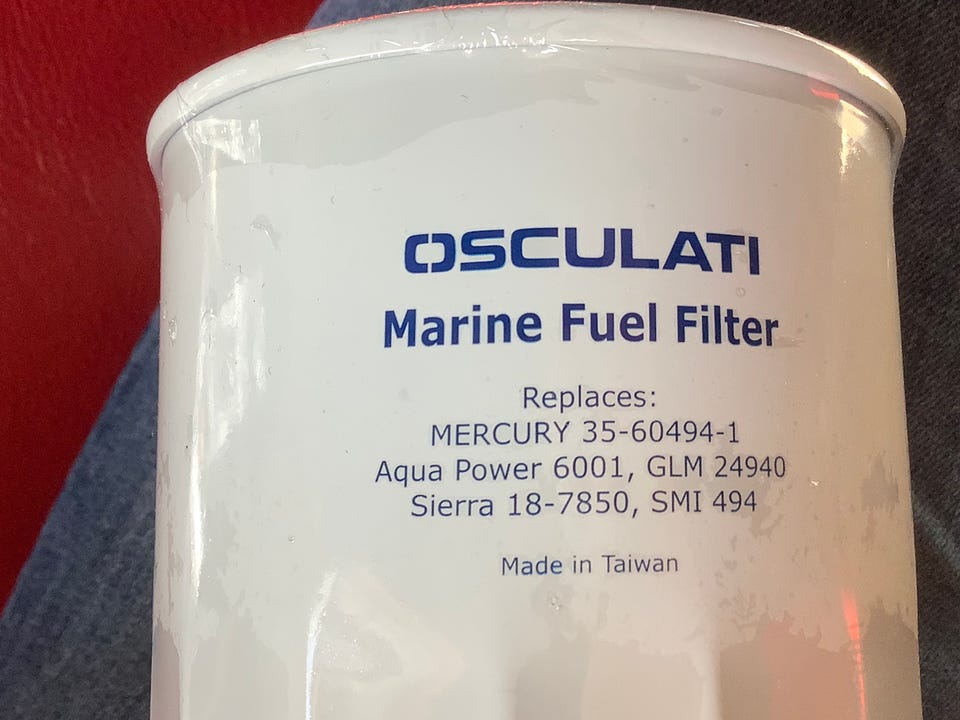 OSCULATI
Marine Fuel Filter
Replaces:
MERCURY 35-60494-1
Aqua Power 6001, GLM 24940
Sierra 18-7850, SMI 494
Made in Taiwan